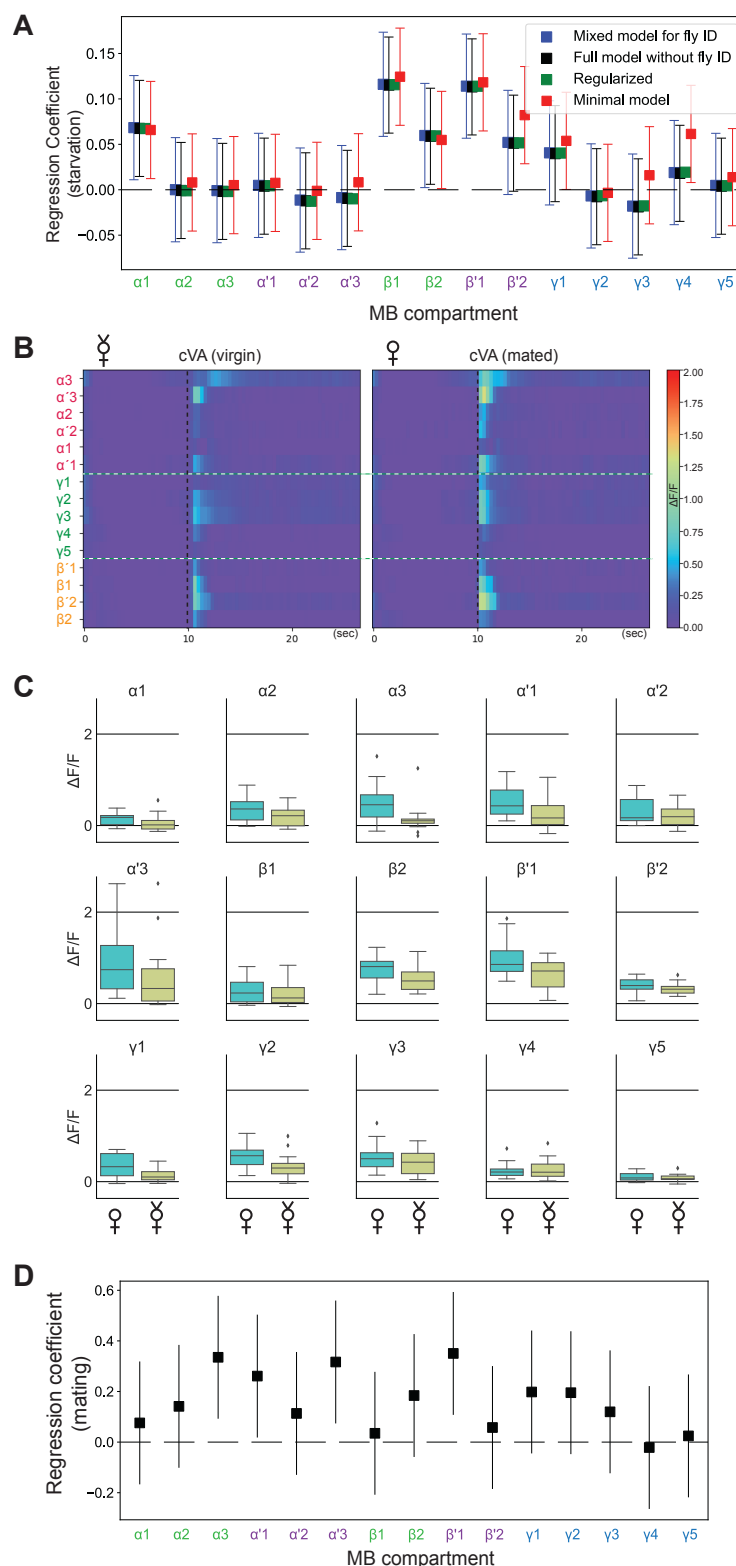 A
Regression Coefficient
(starvation)
0.15
0.10
0.05
0.00
−0.05
Mixed model for fly ID
Full model without fly ID
Regularized
Minimal model
α1 α2 α3 α'1 α'2 α'3 β1 β2 β'1 β'2 γ1 γ2 γ3 γ4 γ5
MB compartment
B
cVA (virgin)
cVA (mated)
α3
α´3
α2
α´2
α1
α´1
γ1
γ2
γ3
γ4
γ5
β´1
β1
β´2
β2
0 10 20 (sec)
0 10 20 (sec)
2.00
1.75
1.50
1.25
1.00
0.75
0.50
0.25
0.00
ΔF/F
C
α1 α2 α3 α'1 α'2
ΔF/F
2
0
α'3 β1 β2 β'1 β'2
ΔF/F
2
0
γ1 γ2 γ3 γ4 γ5
ΔF/F
2
0
♀ ♀ ♀ ♀ ♀
D
Regression coefficient
(mating)
0.6
0.4
0.2
0.0
−0.2
α1 α2 α3 α'1 α'2 α'3 β1 β2 β'1 β'2 γ1 γ2 γ3 γ4 γ5
MB compartment